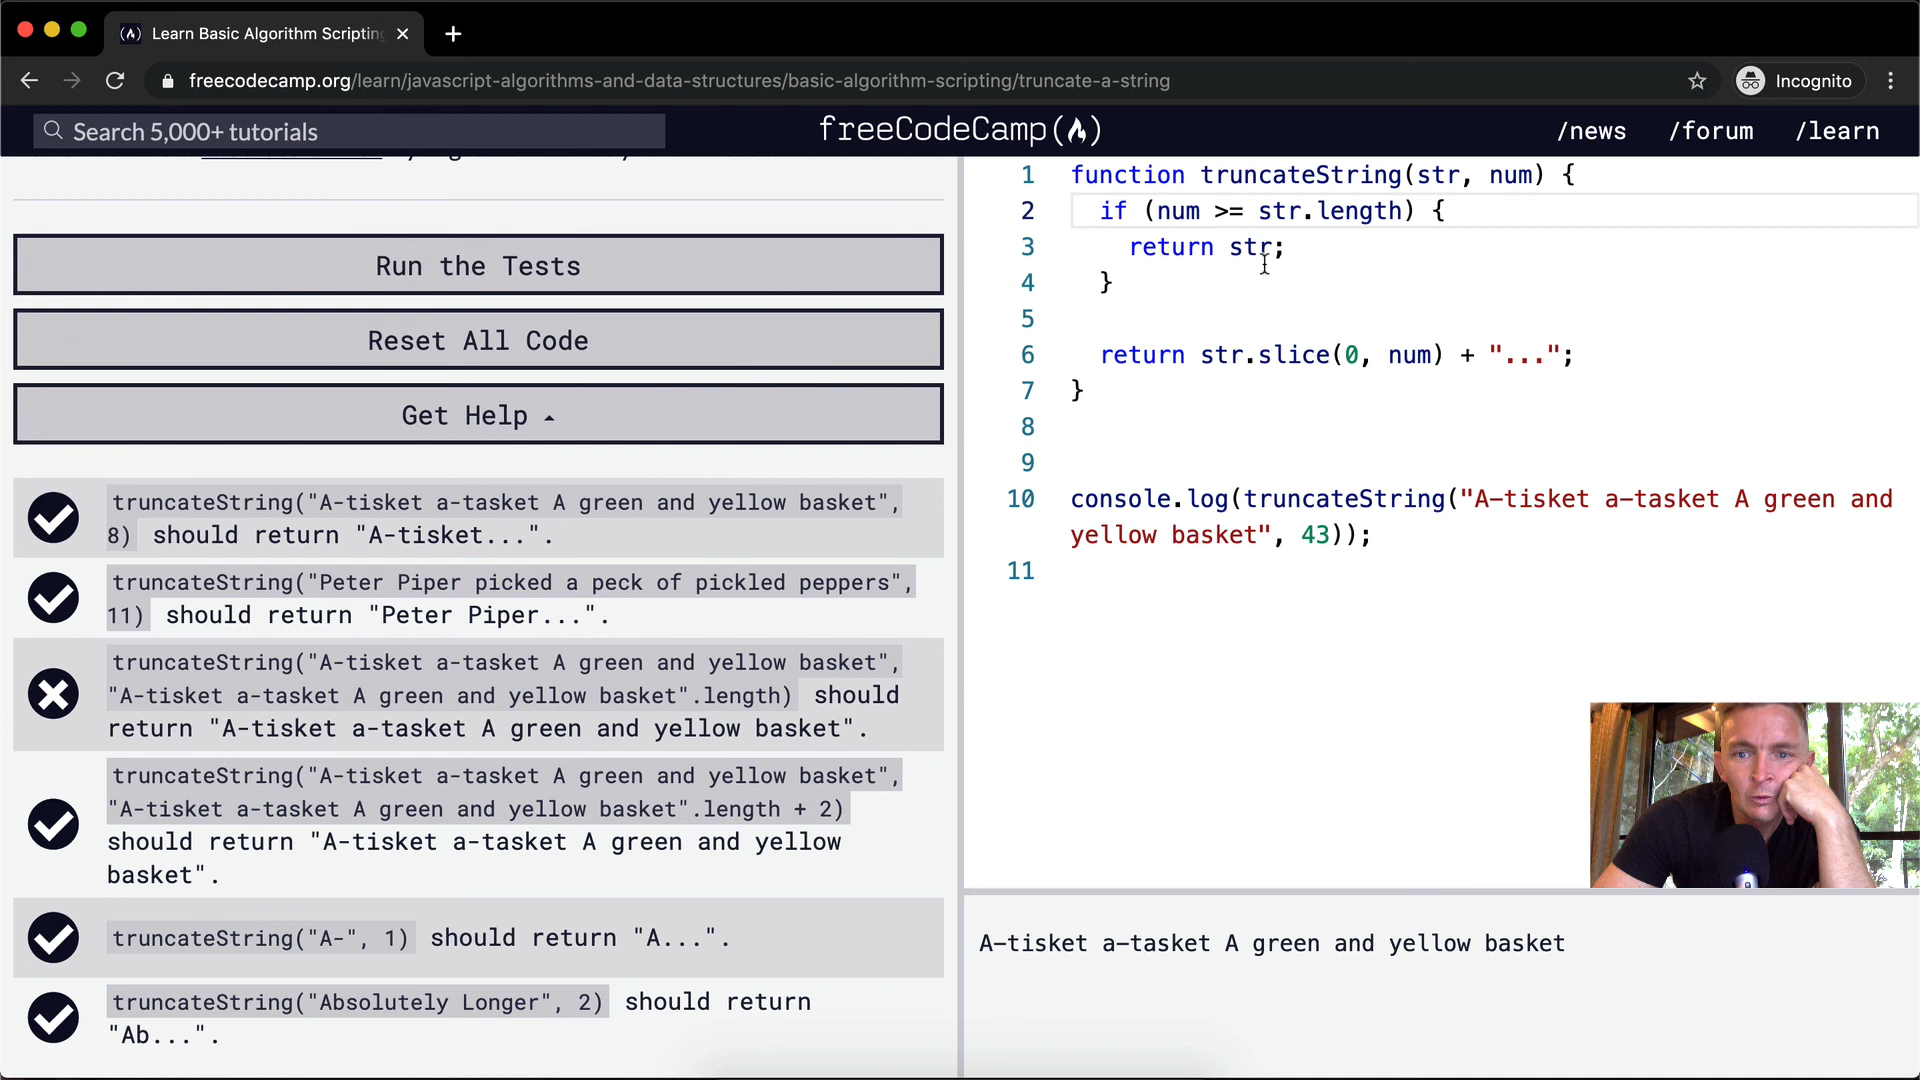 Learn Basic Algorithm Scripting
freecodecamp.org/learn/javascript-algorithms-and-data-structures/basic-algorithm-scripting/truncate-a-string
Incognito
Search 5,000+ tutorials
freeCodeCamp
/news
/forum
/learn
Run the Tests
Reset All Code
Get Help
truncateString("A-tisket a-tasket A green and yellow basket",
8) should return "A-tisket...".
truncateString("Peter Piper picked a peck of pickled peppers",
11) should return "Peter Piper...".
truncateString("A-tisket a-tasket A green and yellow basket",
"A-tisket a-tasket A green and yellow basket".length) should
return "A-tisket a-tasket A green and yellow basket".
truncateString("A-tisket a-tasket A green and yellow basket",
"A-tisket a-tasket A green and yellow basket".length + 2)
should return "A-tisket a-tasket A green and yellow
basket".
truncateString("A-", 1) should return "A...".
truncateString("Absolutely Longer", 2) should return
"Ab...".
1 function truncateString(str, num) {
2 if (num >= str.length) {
3 return str;
4 }
5
6 return str.slice(0, num) + "...";
7 }
8
9
10 console.log(truncateString("A-tisket a-tasket A green and
yellow basket", 43));
11
A-tisket a-tasket A green and yellow basket